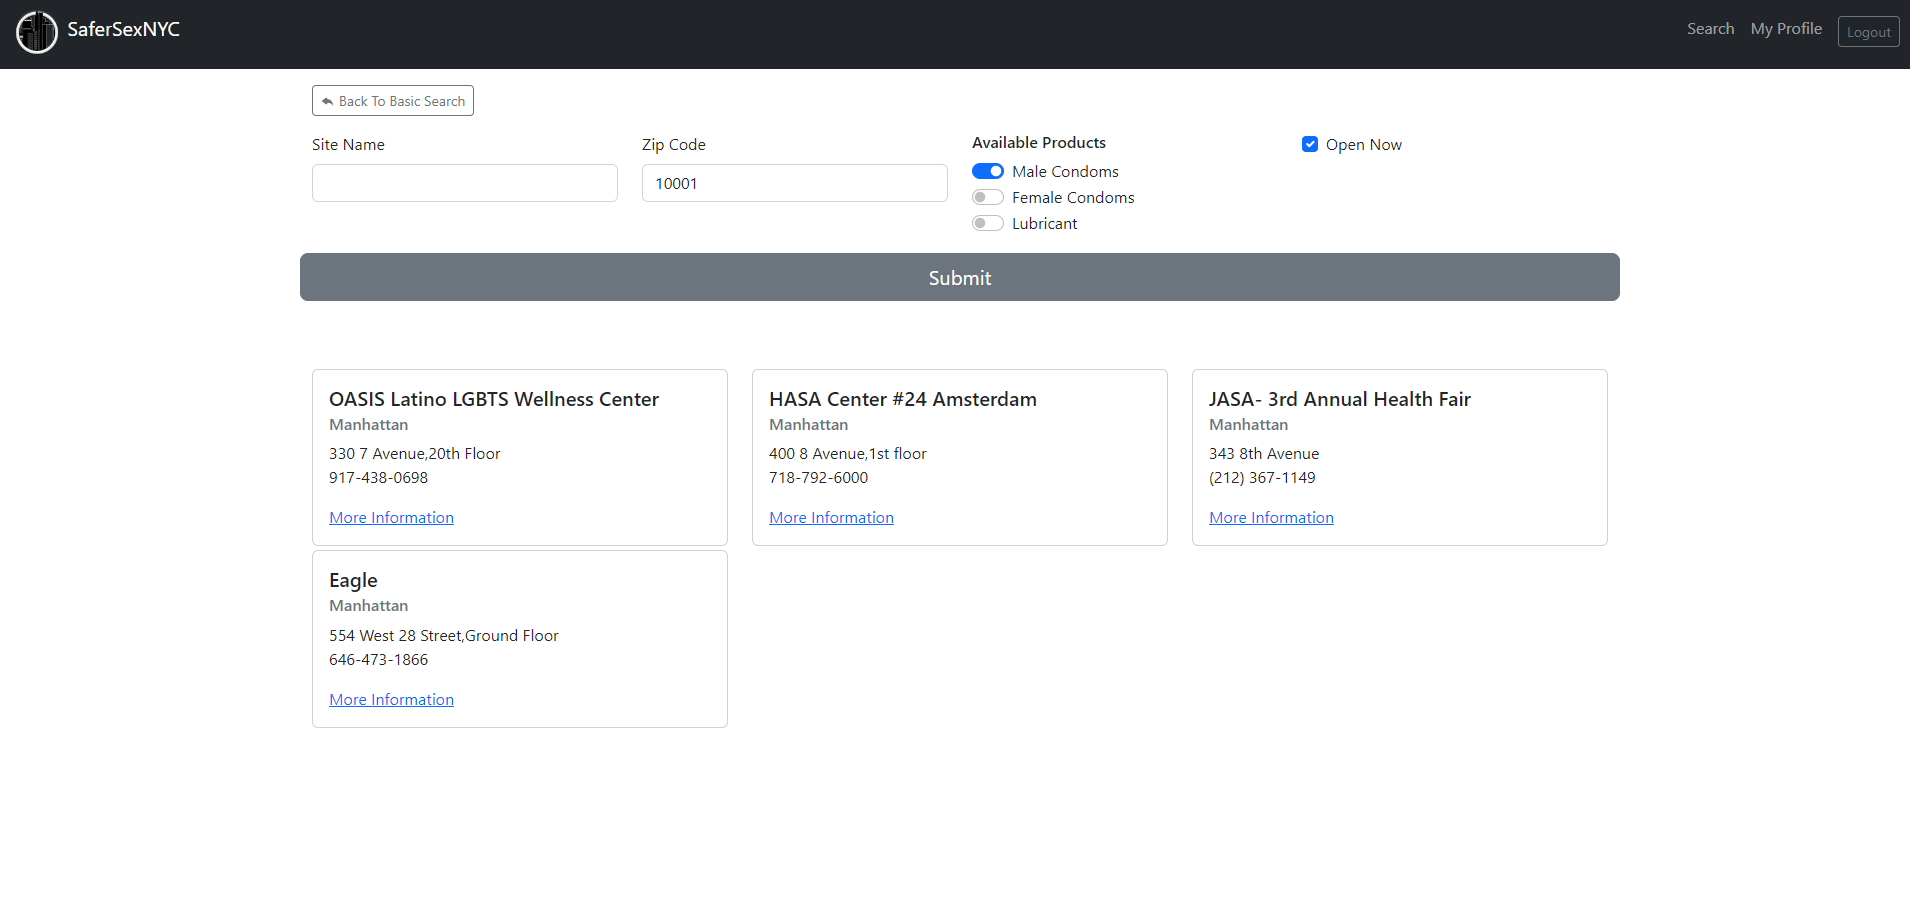 SaferSexNYC
Search My Profile Logout
Back To Basic Search
Site Name
Zip Code
10001
Available Products
Male Condoms
Female Condoms
Lubricant
Open Now
Submit
OASIS Latino LGBTS Wellness Center
Manhattan
330 7 Avenue,20th Floor
917-438-0698
More Information
HASA Center #24 Amsterdam
Manhattan
400 8 Avenue,1st floor
718-792-6000
More Information
JASA- 3rd Annual Health Fair
Manhattan
343 8th Avenue
(212) 367-1149
More Information
Eagle
Manhattan
554 West 28 Street,Ground Floor
646-473-1866
More Information